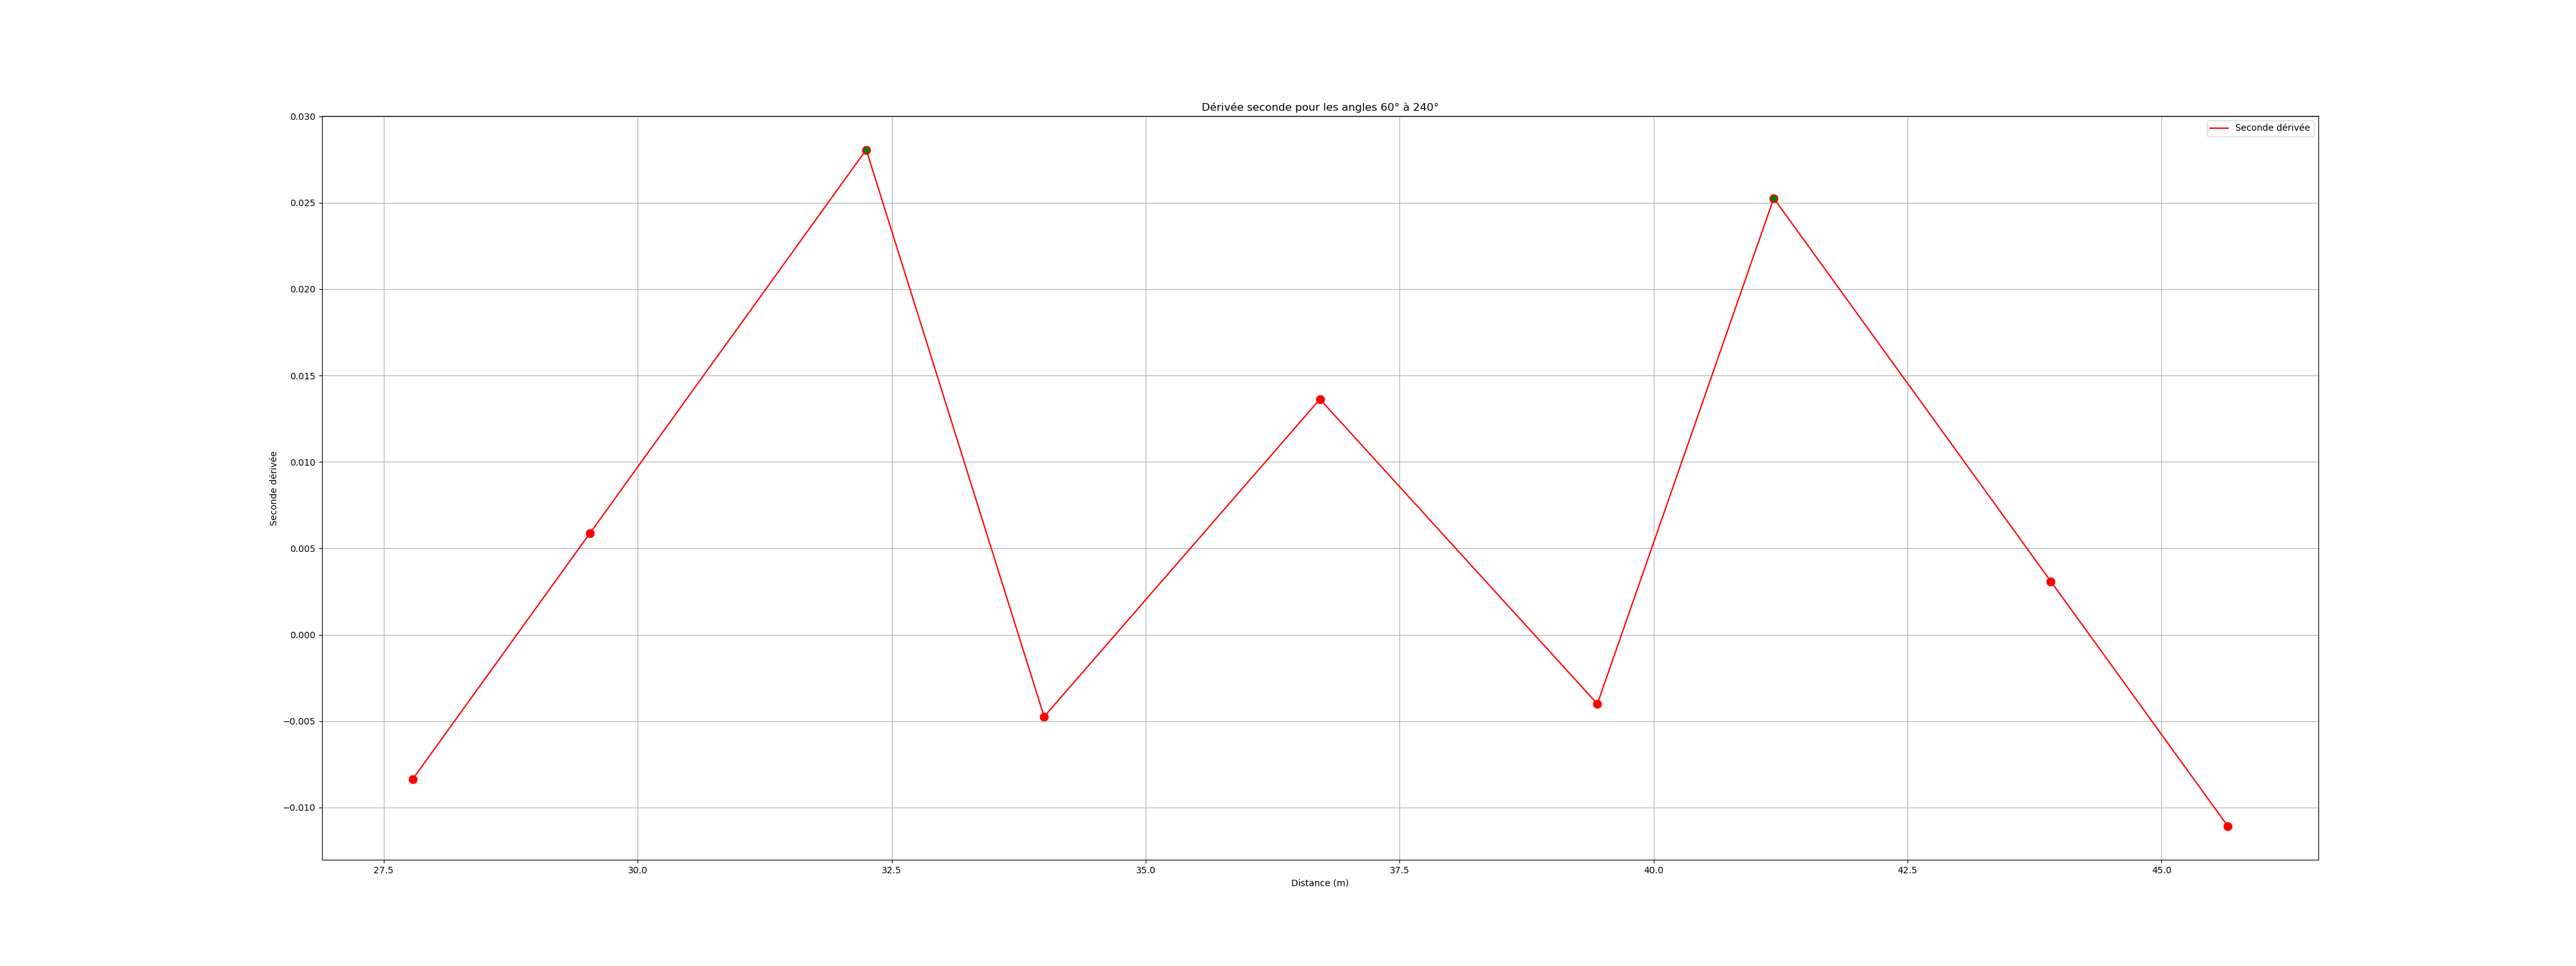 Dérivée seconde pour les angles 60° à 240°
Seconde dérivée
0.030
0.025
0.020
0.015
0.010
0.005
0.000
−0.005
−0.010
Seconde dérivée
27.5 30.0 32.5 35.0 37.5 40.0 42.5 45.0
Distance (m)